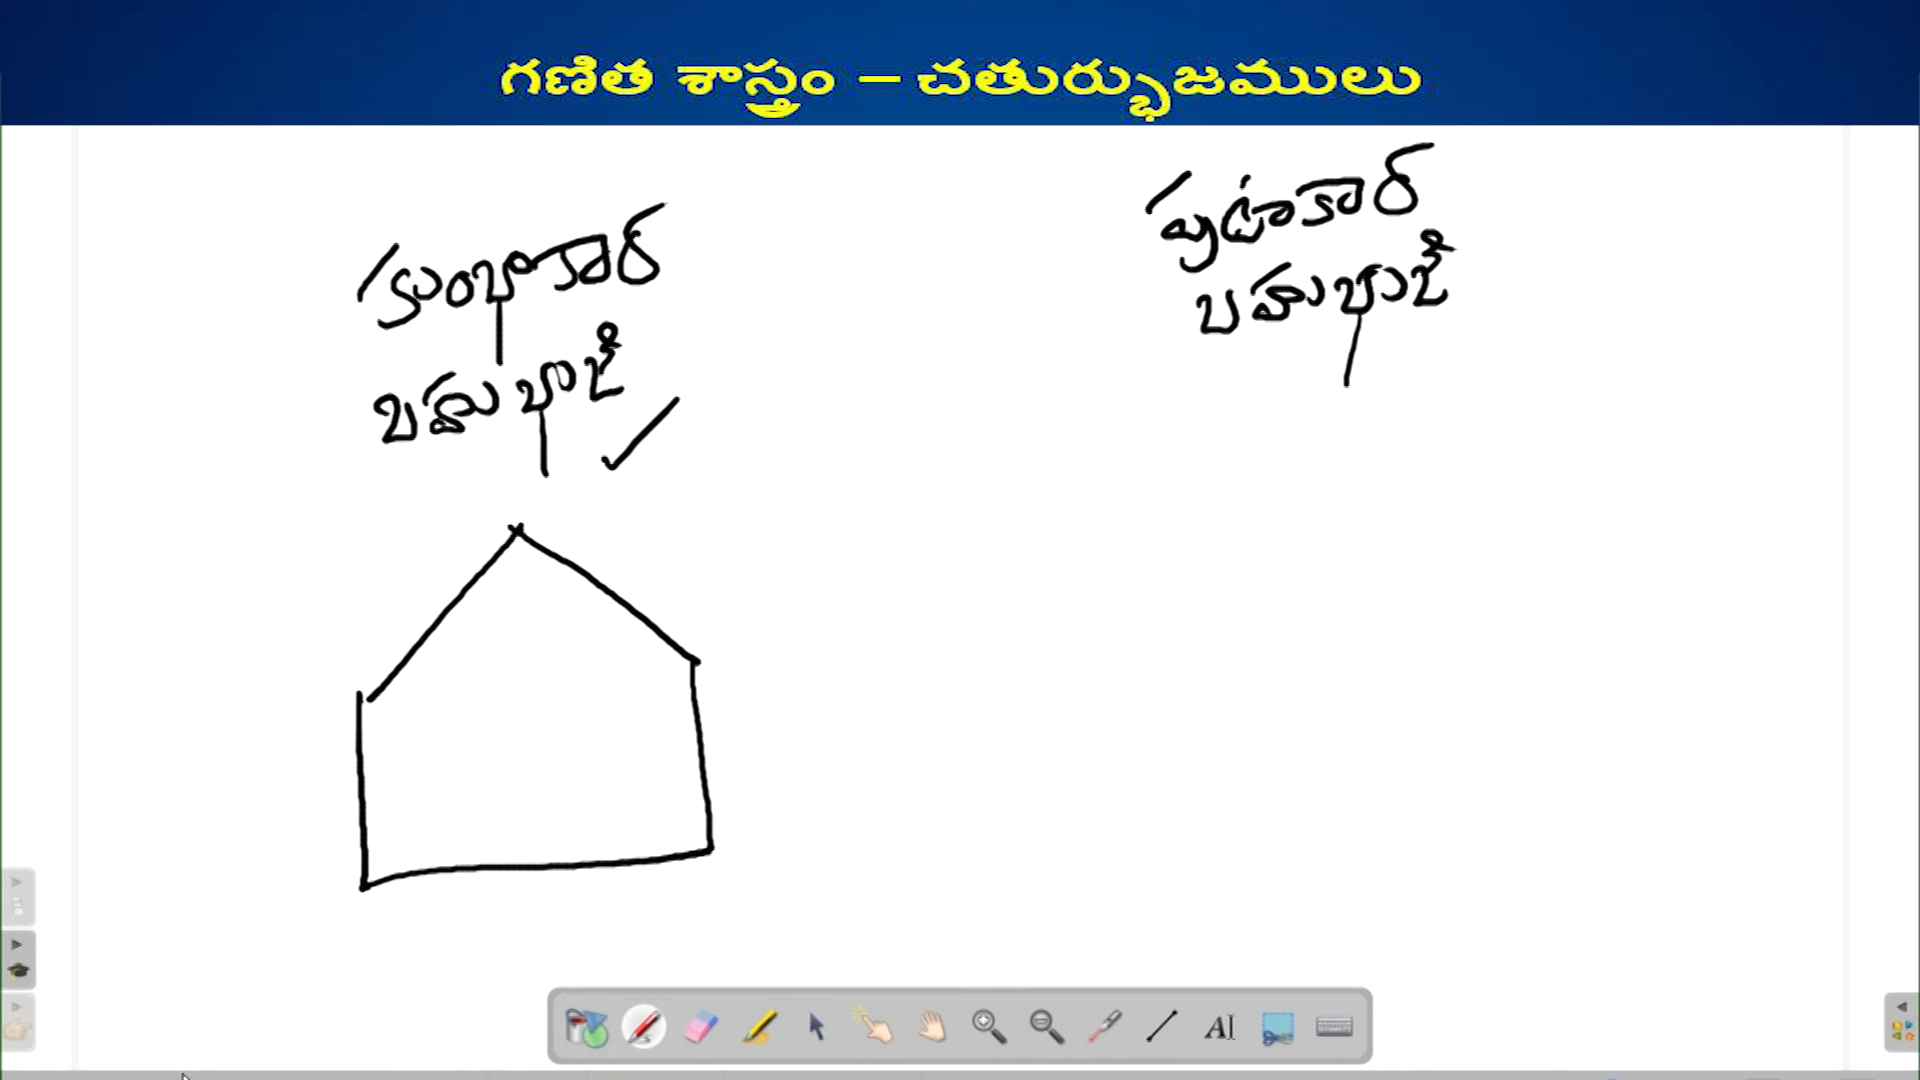 గణిత శాస్త్రం – చతుర్భుజములు
కుంభాకార్
బహుభుజి
పుటాకార్
బహుభుజి